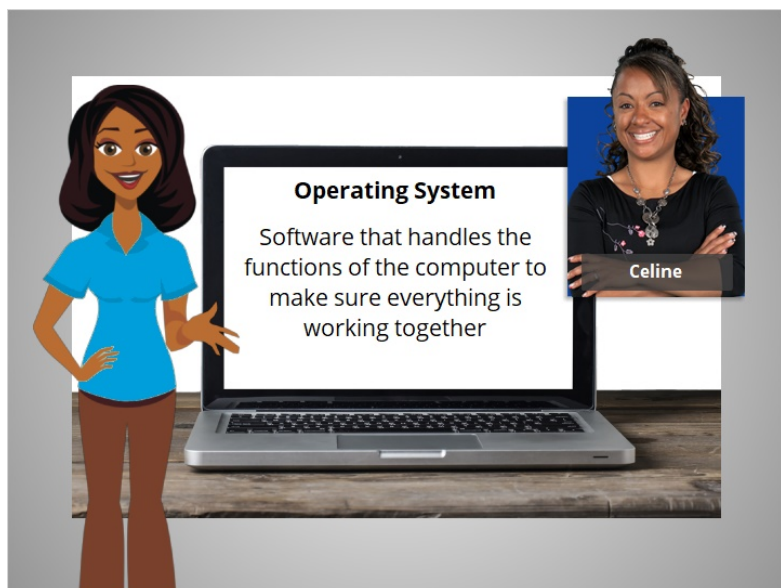 Operating System
Software that handles the
functions of the computer to
make sure everything is
working together
Celine